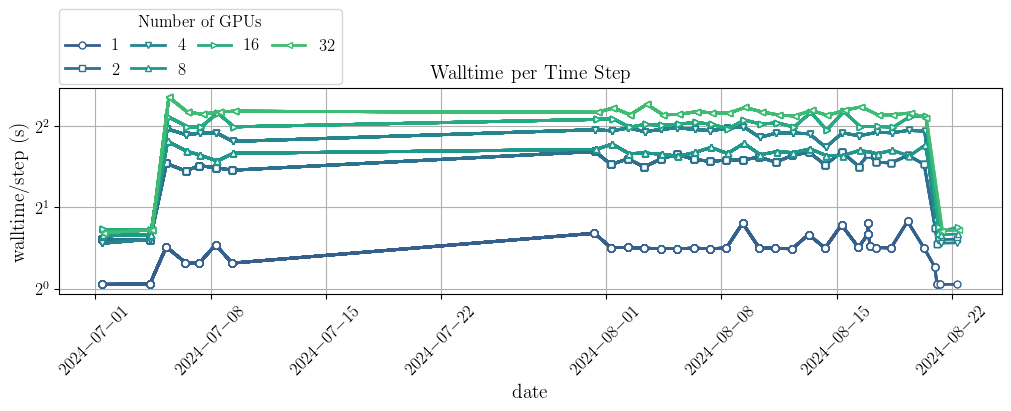 Number of GPUs
1 4 16 32
2 8
Walltime per Time Step
walltime/step (s)
2^2
2^1
2^0
2024−07−01
2024−07−08
2024−07−15
2024−07−22
2024−08−01
2024−08−08
2024−08−15
2024−08−22
date